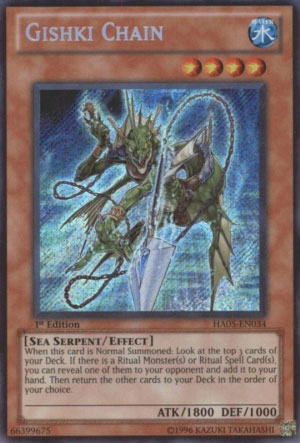 GISHKI CHAIN
WATER
水
1st Edition
HA05-EN034
[SEA SERPENT/EFFECT]
When this card is Normal Summoned: Look at the top 3 cards of
your Deck. If there is a Ritual Monster(s) or Ritual Spell Card(s),
you can reveal one of them to your opponent and add it to your
hand. Then return the other cards to your Deck in the order of
your choice.
ATK/1800 DEF/1000
66399675
©1996 KAZUKI TAKAHASHI